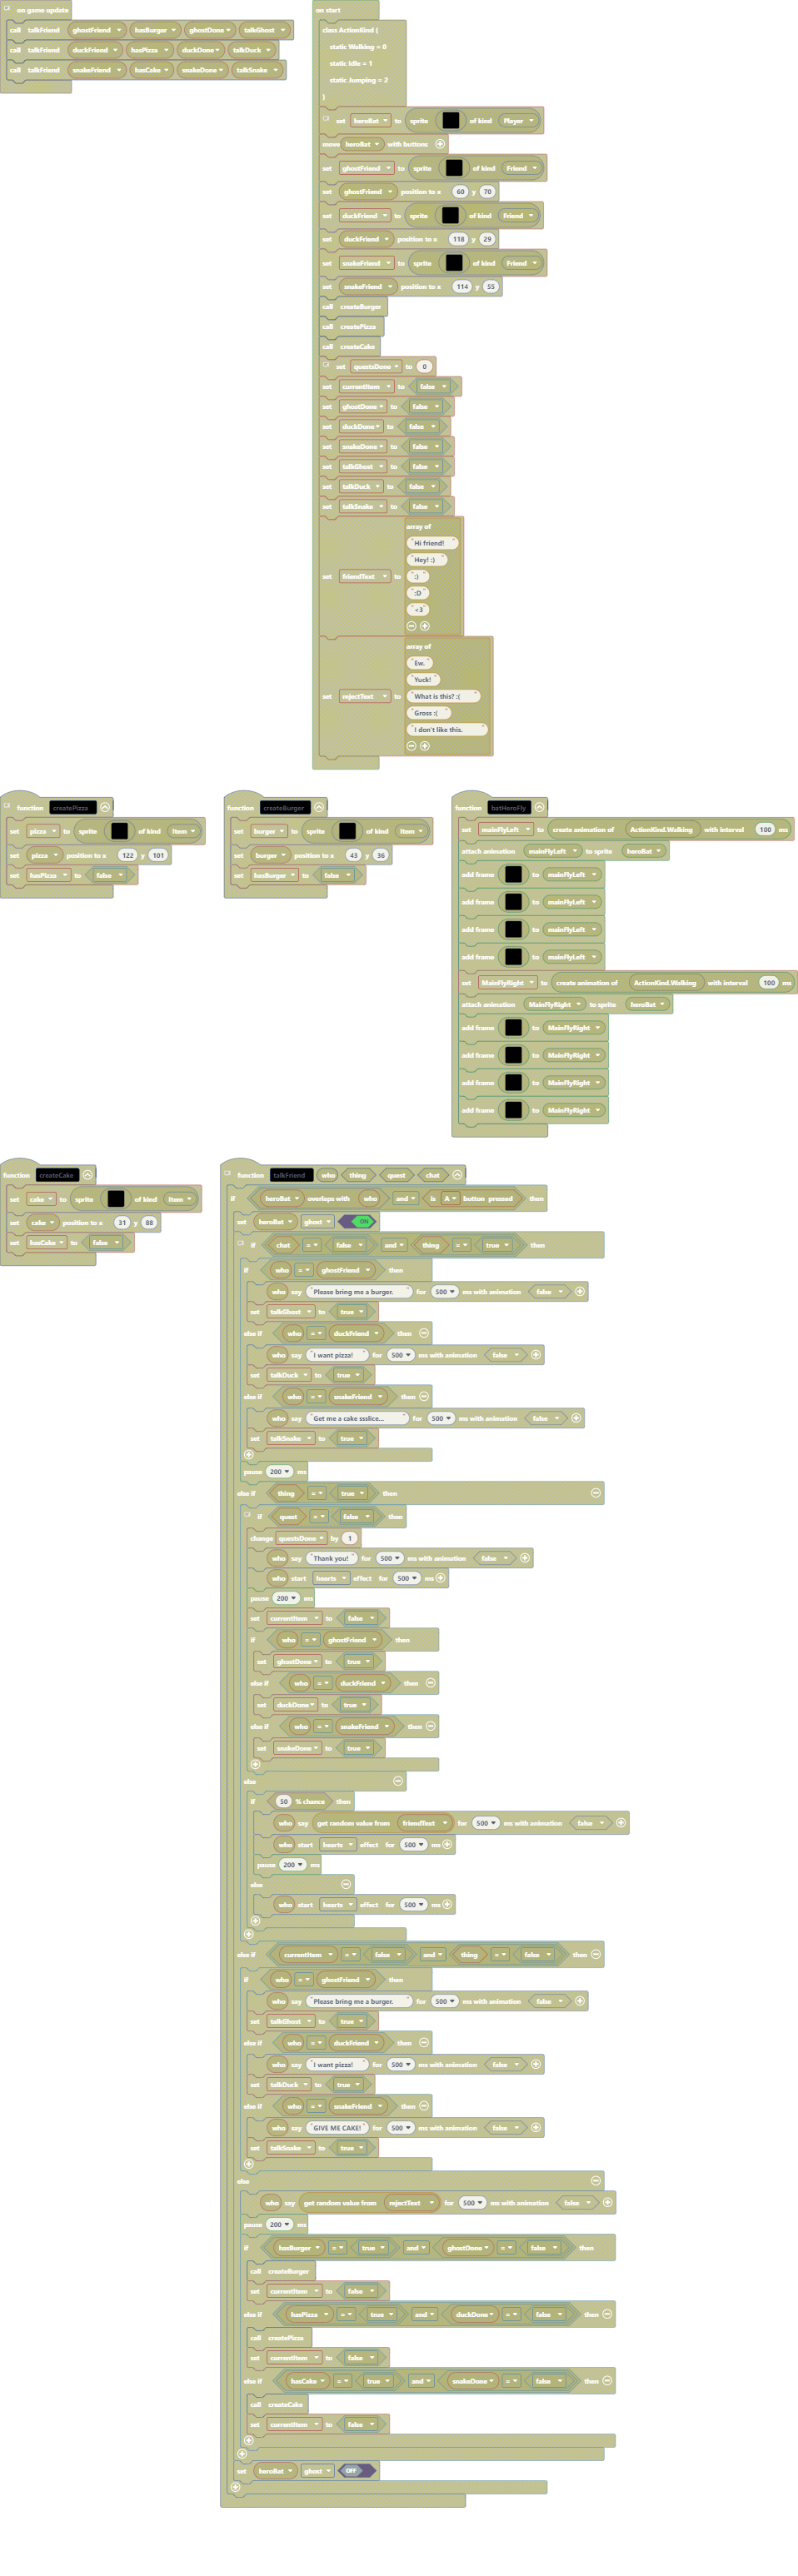 on game update
call talkFriend ghostFriend hasBurger ghostDone talkGhost
call talkFriend duckFriend hasPizza duckDone talkDuck
call talkFriend snakeFriend hasCake snakeDone talkSnake
on start
class ActionKind {
static Walking = 0
static Idle = 1
static Jumping = 2
}
set heroBat to sprite of kind Player
move heroBat with buttons
set ghostFriend to sprite of kind Friend
set ghostFriend position to x 60 y 70
set duckFriend to sprite of kind Friend
set duckFriend position to x 118 y 29
set snakeFriend to sprite of kind Friend
set snakeFriend position to x 114 y 55
call createBurger
call createPizza
call createCake
set questsDone to 0
set currentItem to false
set ghostDone to false
set duckDone to false
set snakeDone to false
set talkGhost to false
set talkDuck to false
set talkSnake to false
set friendText to array of
"Hi friend!"
"Hey! :)"
":)"
":D"
"<3"
set rejectText to array of
"Ew."
"Yuck!"
"What is this? :("
"Gross :("
"I don't like this."
function createPizza
set pizza to sprite of kind Item
set pizza position to x 122 y 101
set hasPizza to false
function createBurger
set burger to sprite of kind Item
set burger position to x 43 y 36
set hasBurger to false
function batHeroFly
set mainFlyLeft to create animation of ActionKind.Walking with interval 100 ms
attach animation mainFlyLeft to sprite heroBat
add frame to mainFlyLeft
add frame to mainFlyLeft
add frame to mainFlyLeft
add frame to mainFlyLeft
set MainFlyRight to create animation of ActionKind.Walking with interval 100 ms
attach animation MainFlyRight to sprite heroBat
add frame to MainFlyRight
add frame to MainFlyRight
add frame to MainFlyRight
add frame to MainFlyRight
function createCake
set cake to sprite of kind Item
set cake position to x 31 y 88
set hasCake to false
function talkFriend who thing quest chat
if heroBat overlaps with who and is A button pressed then
set heroBat ghost ON
if chat = false and thing = true then
if who = ghostFriend then
who say "Please bring me a burger." for 500 ms with animation false
set talkGhost to true
else if who = duckFriend then
who say "I want pizza!" for 500 ms with animation false
set talkDuck to true
else if who = snakeFriend then
who say "Get me a cake ssslice..." for 500 ms with animation false
set talkSnake to true
pause 200 ms
else if thing = true then
if quest = false then
change questsDone by 1
who say "Thank you!" for 500 ms with animation false
who start hearts effect for 500 ms
pause 200 ms
set currentItem to false
if who = ghostFriend then
set ghostDone to true
else if who = duckFriend then
set duckDone to true
else if who = snakeFriend then
set snakeDone to true
else
if 50 % chance then
who say get random value from friendText for 500 ms with animation false
who start hearts effect for 500 ms
pause 200 ms
else
who start hearts effect for 500 ms
else if currentItem = false and thing = false then
if who = ghostFriend then
who say "Please bring me a burger." for 500 ms with animation false
set talkGhost to true
else if who = duckFriend then
who say "I want pizza!" for 500 ms with animation false
set talkDuck to true
else if who = snakeFriend then
who say "GIVE ME CAKE!" for 500 ms with animation false
set talkSnake to true
else
who say get random value from rejectText for 500 ms with animation false
pause 200 ms
if hasBurger = true and ghostDone = false then
call createBurger
set currentItem to false
else if hasPizza = true and duckDone = false then
call createPizza
set currentItem to false
else if hasCake = true and snakeDone = false then
call createCake
set currentItem to false
set heroBat ghost OFF